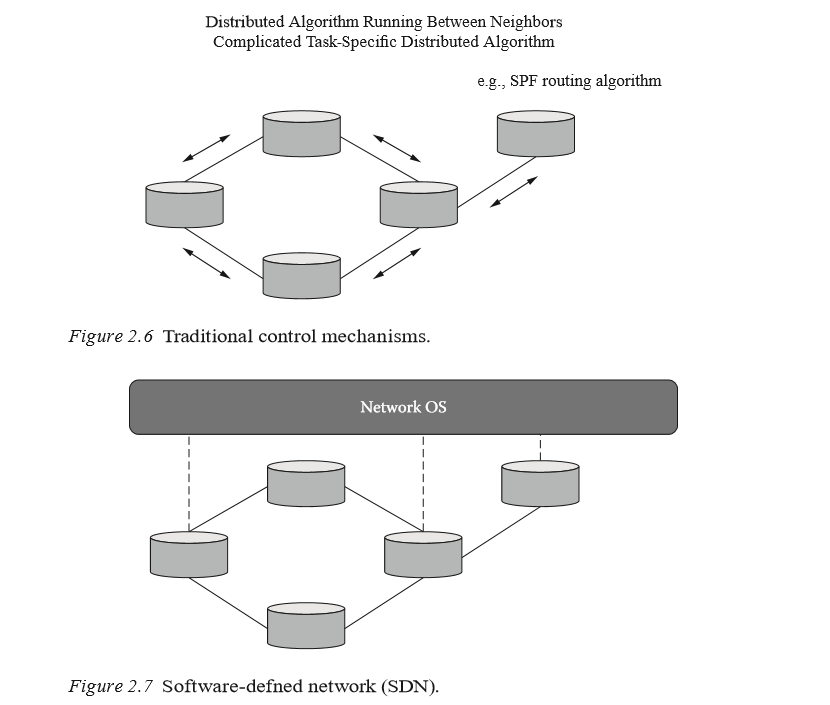 Distributed Algorithm Running Between Neighbors
Complicated Task-Specific Distributed Algorithm
e.g., SPF routing algorithm
Figure 2.6 Traditional control mechanisms.
Network OS
Figure 2.7 Software-defned network (SDN).